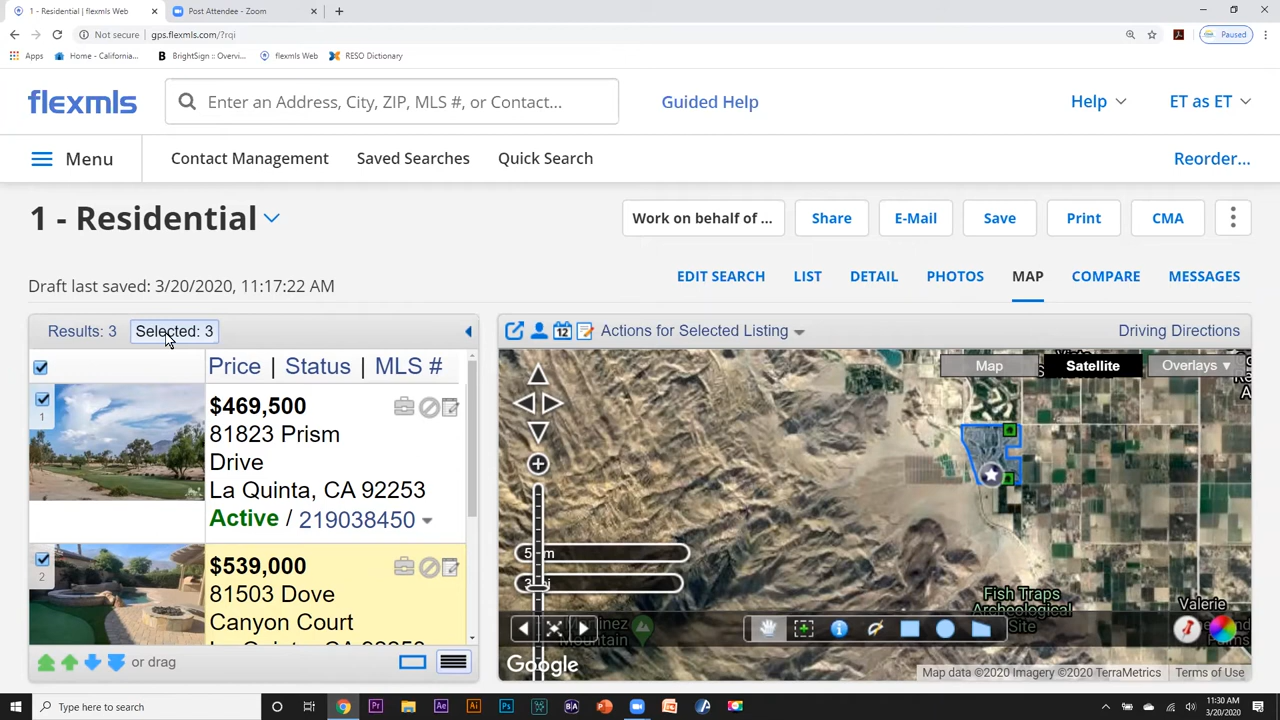 1 - Residential | flexmls Web
Post Attendee - Zoom
Not Secure
gps.flexmls.com/?rqi
Paused
Apps
Home - California...
BrightSign :: Overvi...
flexmls Web
RESO Dictionary
flexmls
Enter an Address, City, ZIP, MLS #, or Contact...
Guided Help
Help
ET as ET
Menu
Contact Management
Saved Searches
Quick Search
Reorder...
1 - Residential
Work on behalf of ...
Share
E-Mail
Save
Print
CMA
Draft last saved: 3/20/2020, 11:17:22 AM
EDIT SEARCH
LIST
DETAIL
PHOTOS
MAP
COMPARE
MESSAGES
Results: 3
Selected: 3
12
Actions for Selected Listing
Driving Directions
Price | Status | MLS #
1
$469,500
81823 Prism
Drive
La Quinta, CA 92253
Active / 219038450
2
$539,000
81503 Dove
Canyon Court
or drag
Map
Satellite
Overlays ▾
Fish Traps
Archeological
Site
Valerie
Mountain
Google
Map data ©2020 Imagery ©2020 TerraMetrics
Terms of Use
Type here to search
11:30 AM
3/20/2020